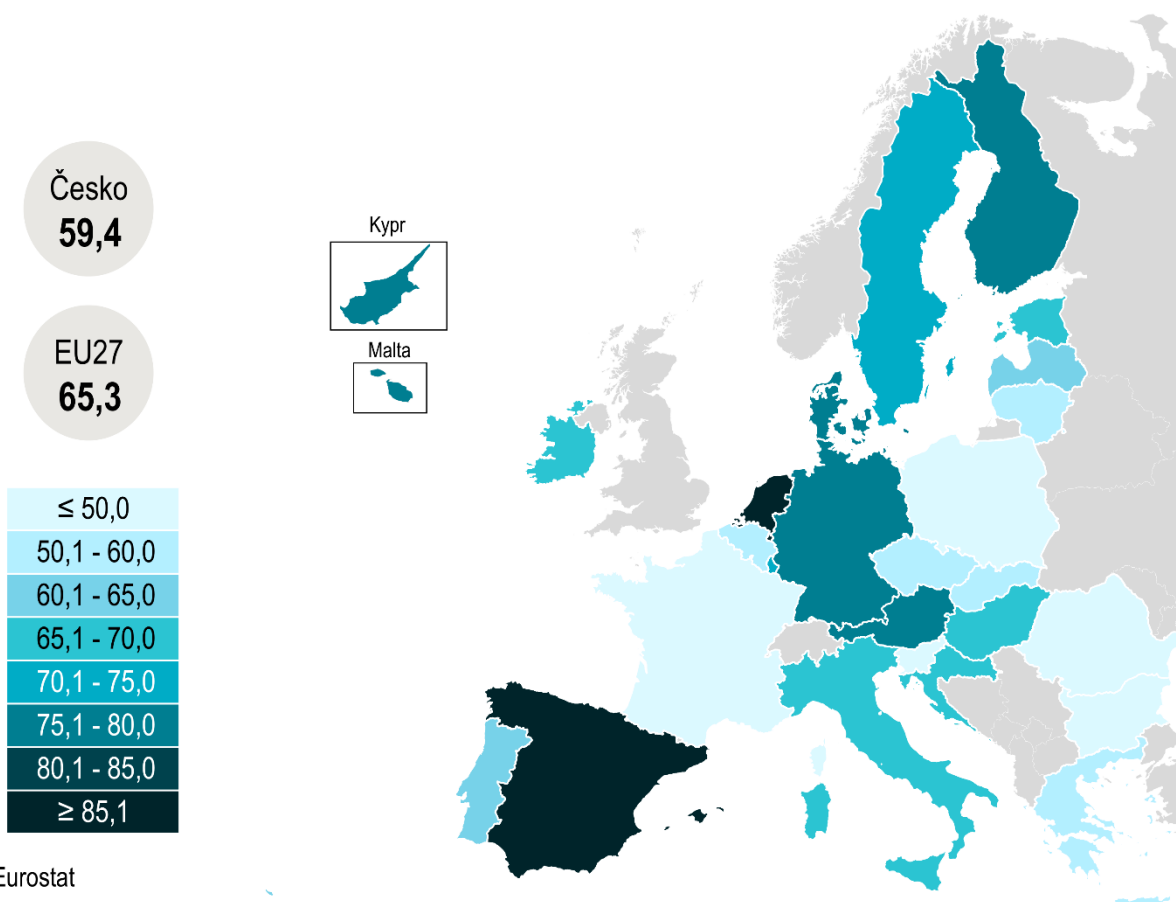 Česko
59,4
EU27
65,3
Kypr
Malta
≤ 50,0
50,1 - 60,0
60,1 - 65,0
65,1 - 70,0
70,1 - 75,0
75,1 - 80,0
80,1 - 85,0
≥ 85,1
Eurostat